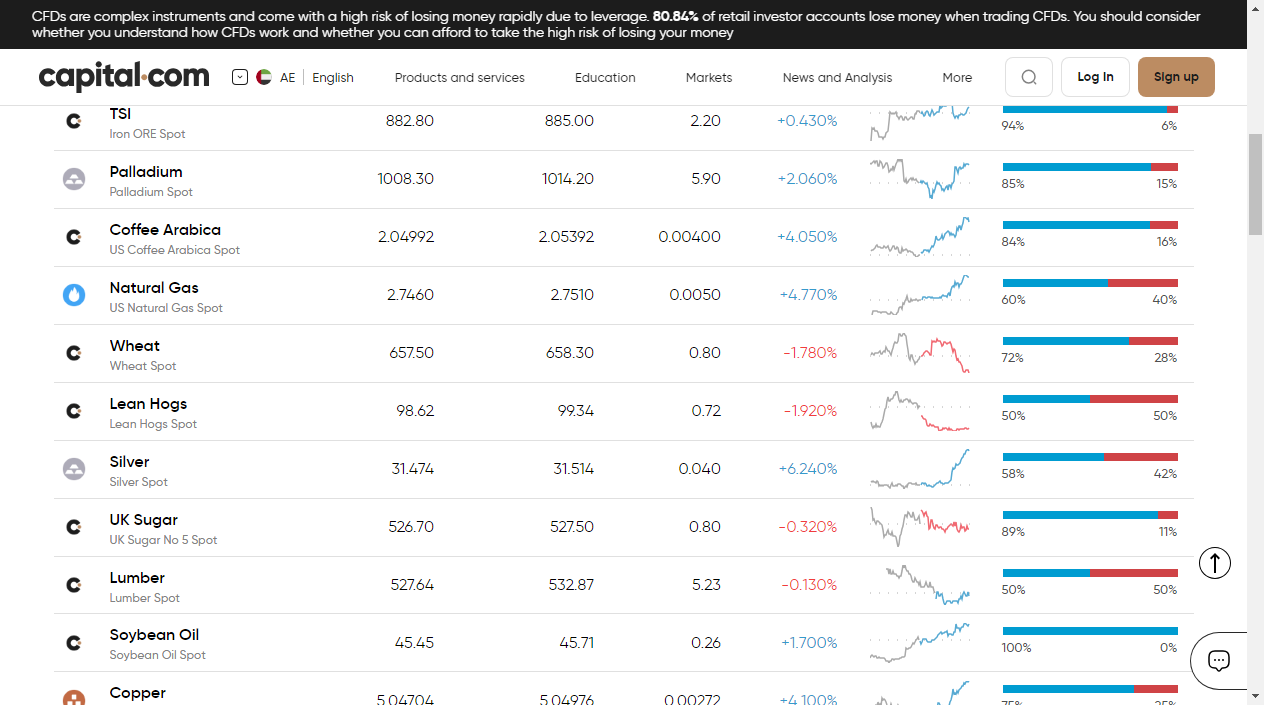 CFDs are complex instruments and come with a high risk of losing money rapidly due to leverage. 80.84% of retail investor accounts lose money when trading CFDs. You should consider
whether you understand how CFDs work and whether you can afford to take the high risk of losing your money
capital.com AE English Products and services Education Markets News and Analysis More Log In Sign up
TSI 882.80 885.00 2.20 +0.430%
Iron ORE Spot 94% 6%
Palladium 1008.30 1014.20 5.90 +2.060%
Palladium Spot 85% 15%
Coffee Arabica 2.04992 2.05392 0.00400 +4.050%
US Coffee Arabica Spot 84% 16%
Natural Gas 2.7460 2.7510 0.0050 +4.770%
US Natural Gas Spot 60% 40%
Wheat 657.50 658.30 0.80 -1.780%
Wheat Spot 72% 28%
Lean Hogs 98.62 99.34 0.72 -1.920%
Lean Hogs Spot 50% 50%
Silver 31.474 31.514 0.040 +6.240%
Silver Spot 58% 42%
UK Sugar 526.70 527.50 0.80 -0.320%
UK Sugar No 5 Spot 89% 11%
Lumber 527.64 532.87 5.23 -0.130%
Lumber Spot 50% 50%
Soybean Oil 45.45 45.71 0.26 +1.700%
Soybean Oil Spot 100% 0%
Copper 5.04704 5.04976 0.00272 +4.100%
75% 25%